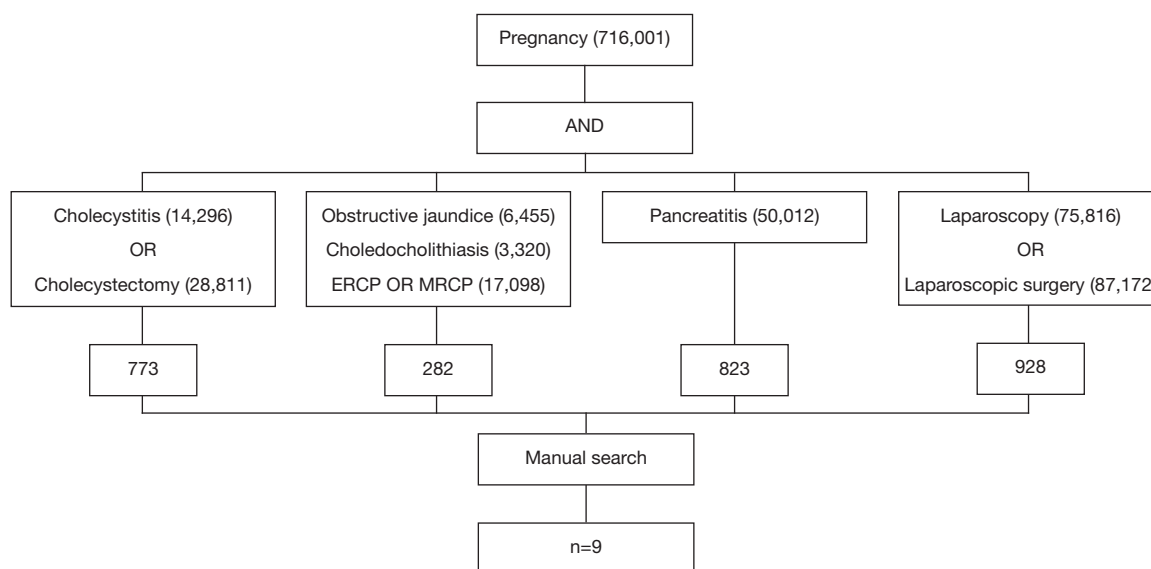 Pregnancy (716,001)
AND
Cholecystitis (14,296)
OR
Cholecystectomy (28,811)
Obstructive jaundice (6,455)
Choledocholithiasis (3,320)
ERCP OR MRCP (17,098)
Pancreatitis (50,012)
Laparoscopy (75,816)
OR
Laparoscopic surgery (87,172)
773
282
823
928
Manual search
n=9